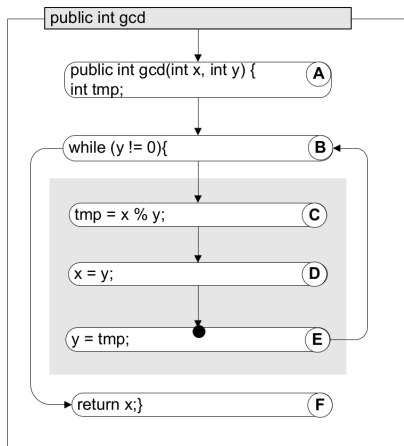 public int gcd
public int gcd(int x, int y) { A
int tmp;
while (y != 0){ B
tmp = x % y; C
x = y; D
y = tmp; E
return x;} F